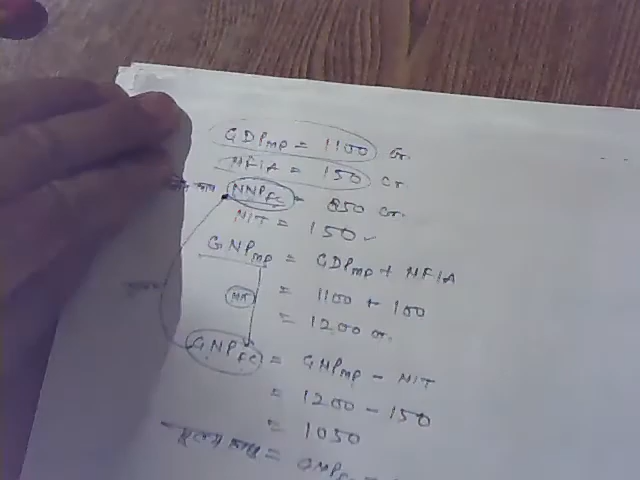 GDPMP = 1100 Cr.
NFIA = 150 Cr.
NNPFC = 850 Cr.
NIT = 150
GNPMP = GDPMP + NFIA
= 1100 + 100
= 1200 Cr.
GNPFC = GNPMP - NIT
= 1200 - 150
= 1050